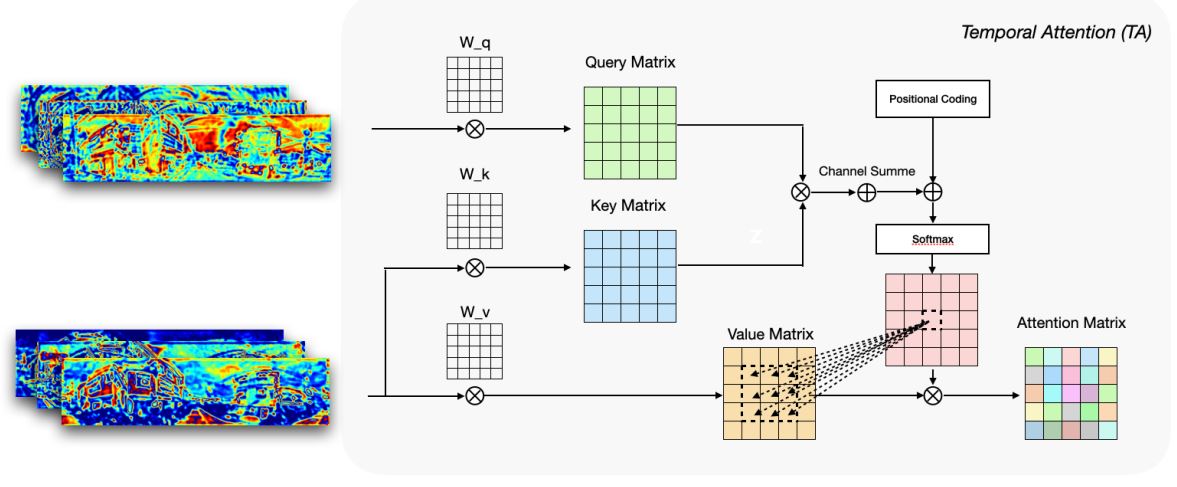 Temporal Attention (TA)
W_q
Query Matrix
Positional Coding
W_k
Channel Summe
Key Matrix
z
Softmax
W_v
Value Matrix
Attention Matrix